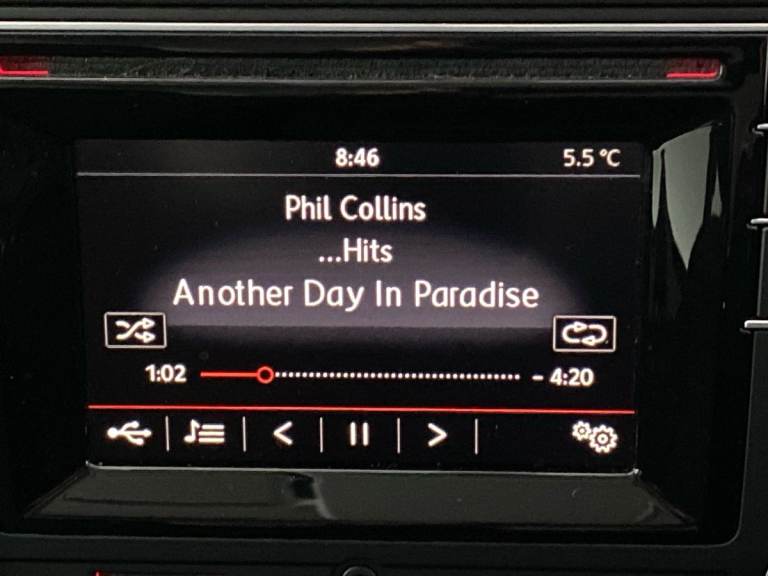 8:46 5.5 °C
Phil Collins
...Hits
Another Day In Paradise
1:02 - 4:20